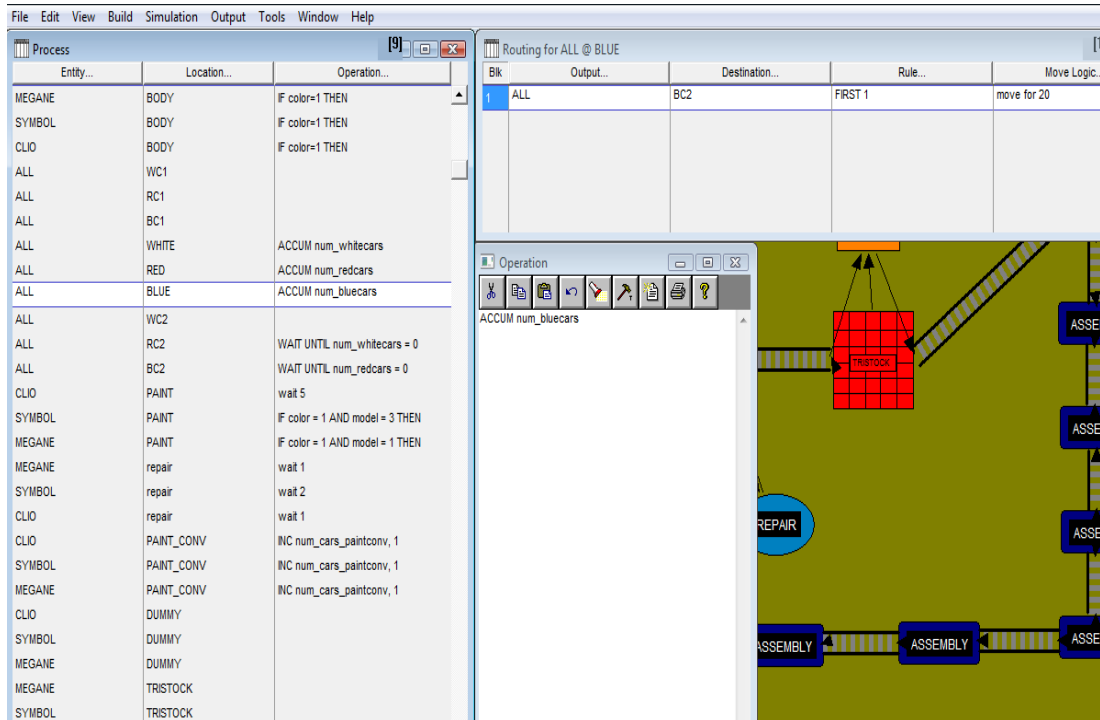 File Edit View Build Simulation Output Tools Window Help
Process [9]
Entity... Location... Operation...
MEGANE BODY IF color=1 THEN
SYMBOL BODY IF color=1 THEN
CLIO BODY IF color=1 THEN
ALL WC1
ALL RC1
ALL BC1
ALL WHITE ACCUM num_whitecars
ALL RED ACCUM num_redcars
ALL BLUE ACCUM num_bluecars
ALL WC2
ALL RC2 WAIT UNTIL num_whitecars = 0
ALL BC2 WAIT UNTIL num_redcars = 0
CLIO PAINT wait 5
SYMBOL PAINT IF color = 1 AND model = 3 THEN
MEGANE PAINT IF color = 1 AND model = 1 THEN
MEGANE repair wait 1
SYMBOL repair wait 2
CLIO repair wait 1
CLIO PAINT_CONV INC num_cars_paintconv, 1
SYMBOL PAINT_CONV INC num_cars_paintconv, 1
MEGANE PAINT_CONV INC num_cars_paintconv, 1
CLIO DUMMY
SYMBOL DUMMY
MEGANE DUMMY
MEGANE TRISTOCK
SYMBOL TRISTOCK
Routing for ALL @ BLUE [1
Blk Output... Destination... Rule... Move Logic...
1 ALL BC2 FIRST 1 move for 20
Operation
ACCUM num_bluecars
TRISTOCK
ASSE
ASSE
REPAIR
ASSE
ASSEMBLY ASSEMBLY ASSE